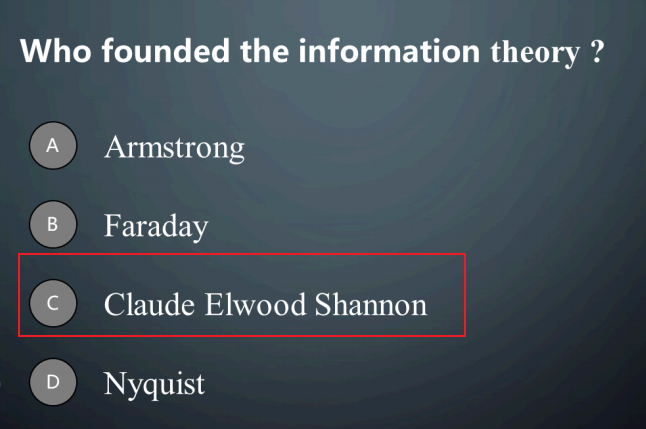 Who founded the information theory ?
A Armstrong
B Faraday
C Claude Elwood Shannon
D Nyquist